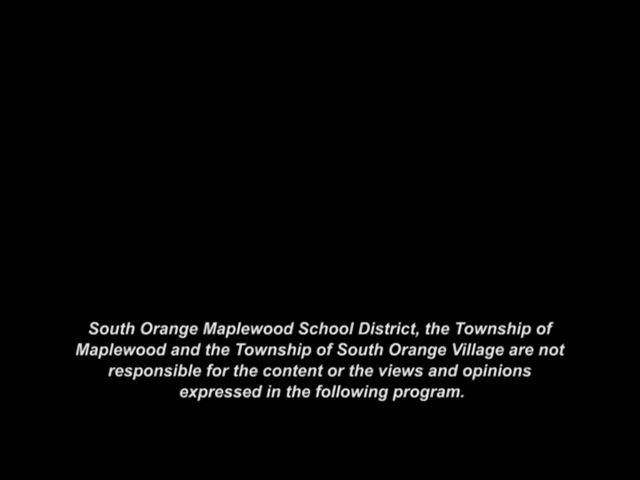 South Orange Maplewood School District, the Township of
Maplewood and the Township of South Orange Village are not
responsible for the content or the views and opinions
expressed in the following program.